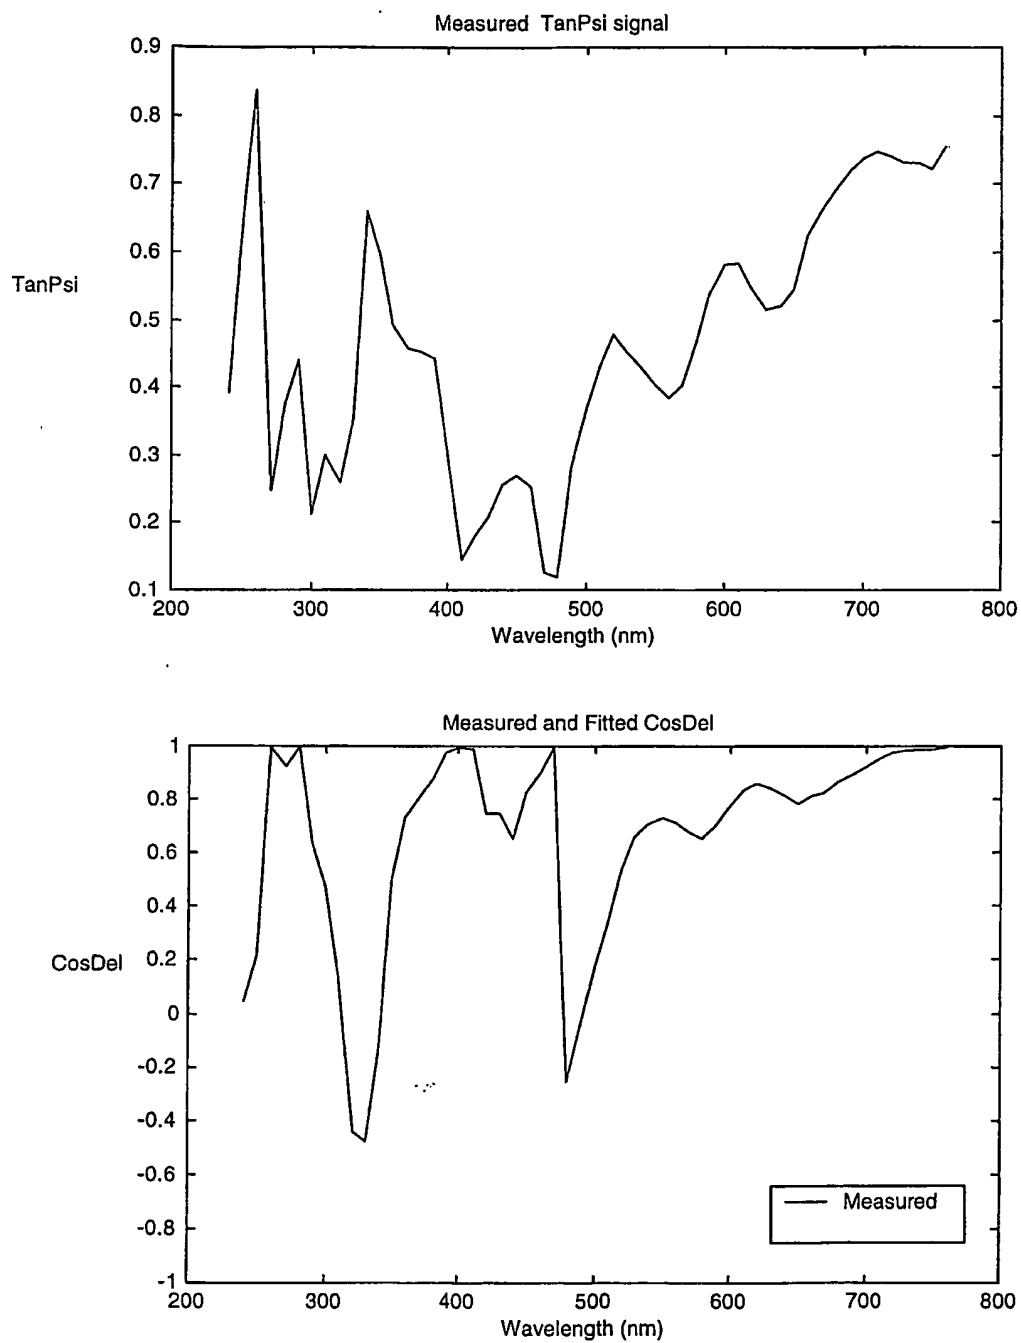 Measured TanPsi signal
0.9
0.8
0.7
0.6
TanPsi
0.5
0.4
0.3
0.2
0.1
200 300 400 500 600 700 800
Wavelength (nm)
Measured and Fitted CosDel
1
0.8
0.6
0.4
CosDel 0.2
0
-0.2
-0.4
-0.6
Measured
-0.8
-1
200 300 400 500 600 700 800
Wavelength (nm)